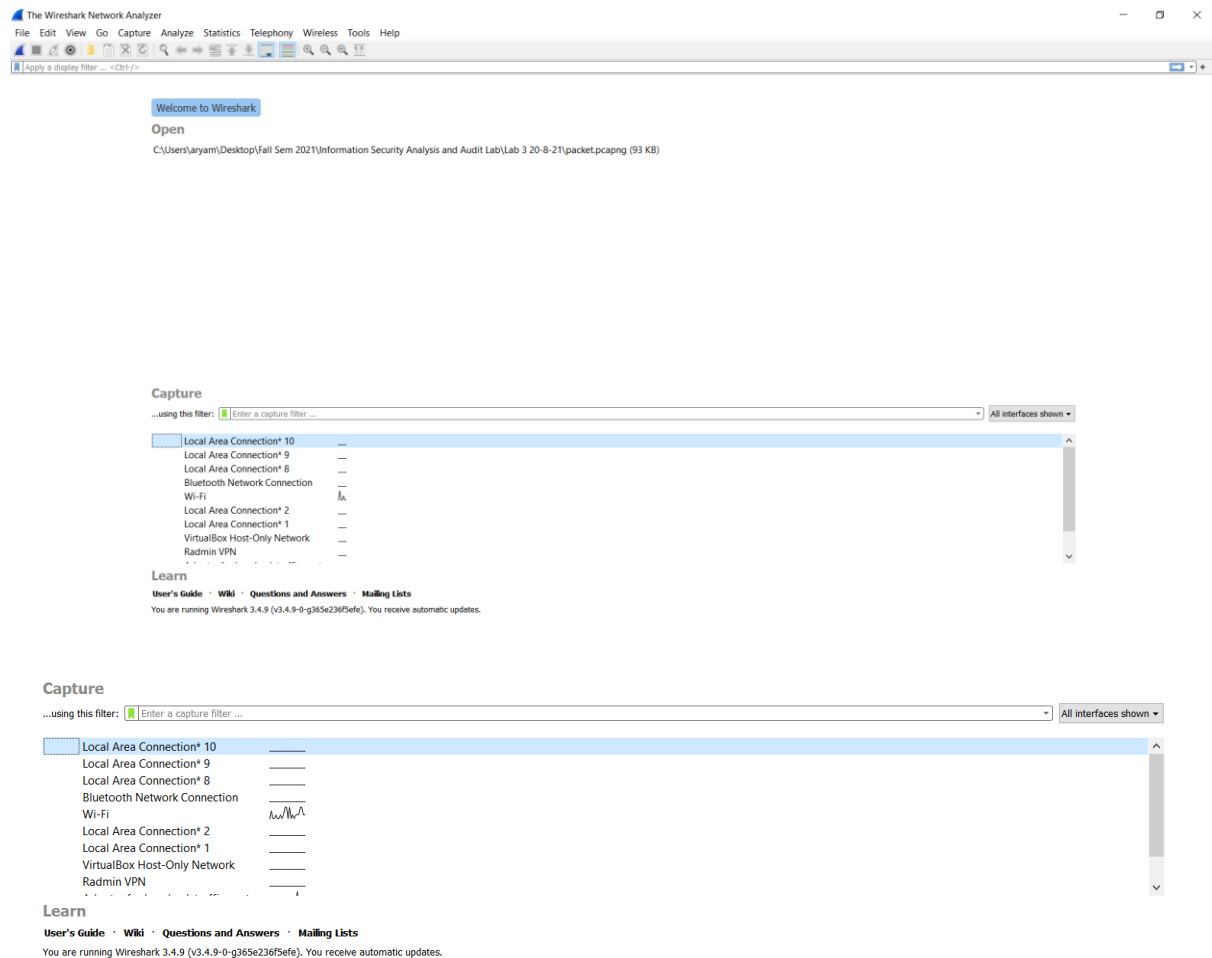 The Wireshark Network Analyzer
File Edit View Go Capture Analyze Statistics Telephony Wireless Tools Help
Apply a display filter ... <Ctrl-/>
Welcome to Wireshark
Open
C:\Users\aryam\Desktop\Fall Sem 2021\Information Security Analysis and Audit Lab\Lab 3 20-8-21\packet.pcapng (93 KB)
Capture
...using this filter: Enter a capture filter ... All interfaces shown
Local Area Connection* 10
Local Area Connection* 9
Local Area Connection* 8
Bluetooth Network Connection
Wi-Fi
Local Area Connection* 2
Local Area Connection* 1
VirtualBox Host-Only Network
Radmin VPN
Learn
User's Guide · Wiki · Questions and Answers · Mailing Lists
You are running Wireshark 3.4.9 (v3.4.9-0-g365e236f5efe). You receive automatic updates.
Capture
...using this filter: Enter a capture filter ... All interfaces shown
Local Area Connection* 10
Local Area Connection* 9
Local Area Connection* 8
Bluetooth Network Connection
Wi-Fi
Local Area Connection* 2
Local Area Connection* 1
VirtualBox Host-Only Network
Radmin VPN
Learn
User's Guide · Wiki · Questions and Answers · Mailing Lists
You are running Wireshark 3.4.9 (v3.4.9-0-g365e236f5efe). You receive automatic updates.